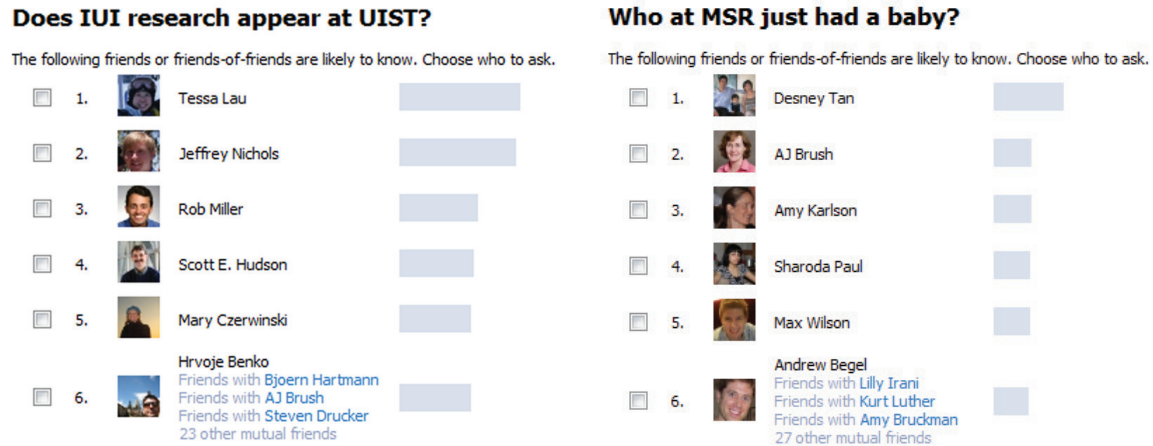 Does IUI research appear at UIST?
The following friends or friends-of-friends are likely to know. Choose who to ask.
1. Tessa Lau
2. Jeffrey Nichols
3. Rob Miller
4. Scott E. Hudson
5. Mary Czerwinski
Hrvoje Benko
Friends with Bjoern Hartmann
6. Friends with AJ Brush
Friends with Steven Drucker
23 other mutual friends
Who at MSR just had a baby?
The following friends or friends-of-friends are likely to know. Choose who to ask.
1. Desney Tan
2. AJ Brush
3. Amy Karlson
4. Sharoda Paul
5. Max Wilson
Andrew Begel
Friends with Lilly Irani
6. Friends with Kurt Luther
Friends with Amy Bruckman
27 other mutual friends